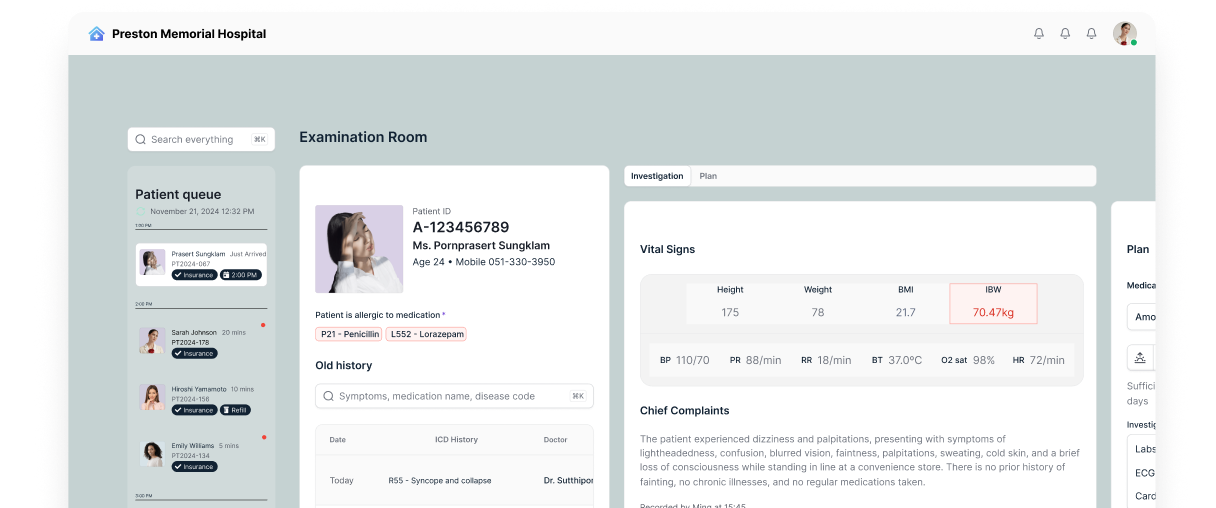 Preston Memorial Hospital
Search everything ⌘K
Examination Room
Patient queue
November 21, 2024 12:32 PM
1:00 PM
Prasert Sungklam Just Arrived
PT2024-087
Insurance 2:00 PM
2:00 PM
Sarah Johnson 20 mins
PT2024-178
Insurance
Hiroshi Yamamoto 10 mins
PT2024-156
Insurance Refill
Emily Williams 5 mins
PT2024-134
Insurance
3:00 PM
Patient ID
A-123456789
Ms. Pornprasert Sungklam
Age 24 • Mobile 051-330-3950
Patient is allergic to medication *
P21 - Penicillin L552 - Lorazepam
Old history
Symptoms, medication name, disease code ⌘K
Date ICD History Doctor
Today R55 - Syncope and collapse Dr. Sutthipor
Investigation Plan
Vital Signs
Height Weight BMI IBW
175 78 21.7 70.47kg
BP 110/70 PR 88/min RR 18/min BT 37.0ºC O2 sat 98% HR 72/min
Chief Complaints
The patient experienced dizziness and palpitations, presenting with symptoms of
lightheadedness, confusion, blurred vision, faintness, palpitations, sweating, cold skin, and a brief
loss of consciousness while standing in line at a convenience store. There is no prior history of
fainting, no chronic illnesses, and no regular medications taken.
Recorded by Ming at 15:45
Plan
Medica
Amo
Suffici
days
Investig
Labs
ECG
Card